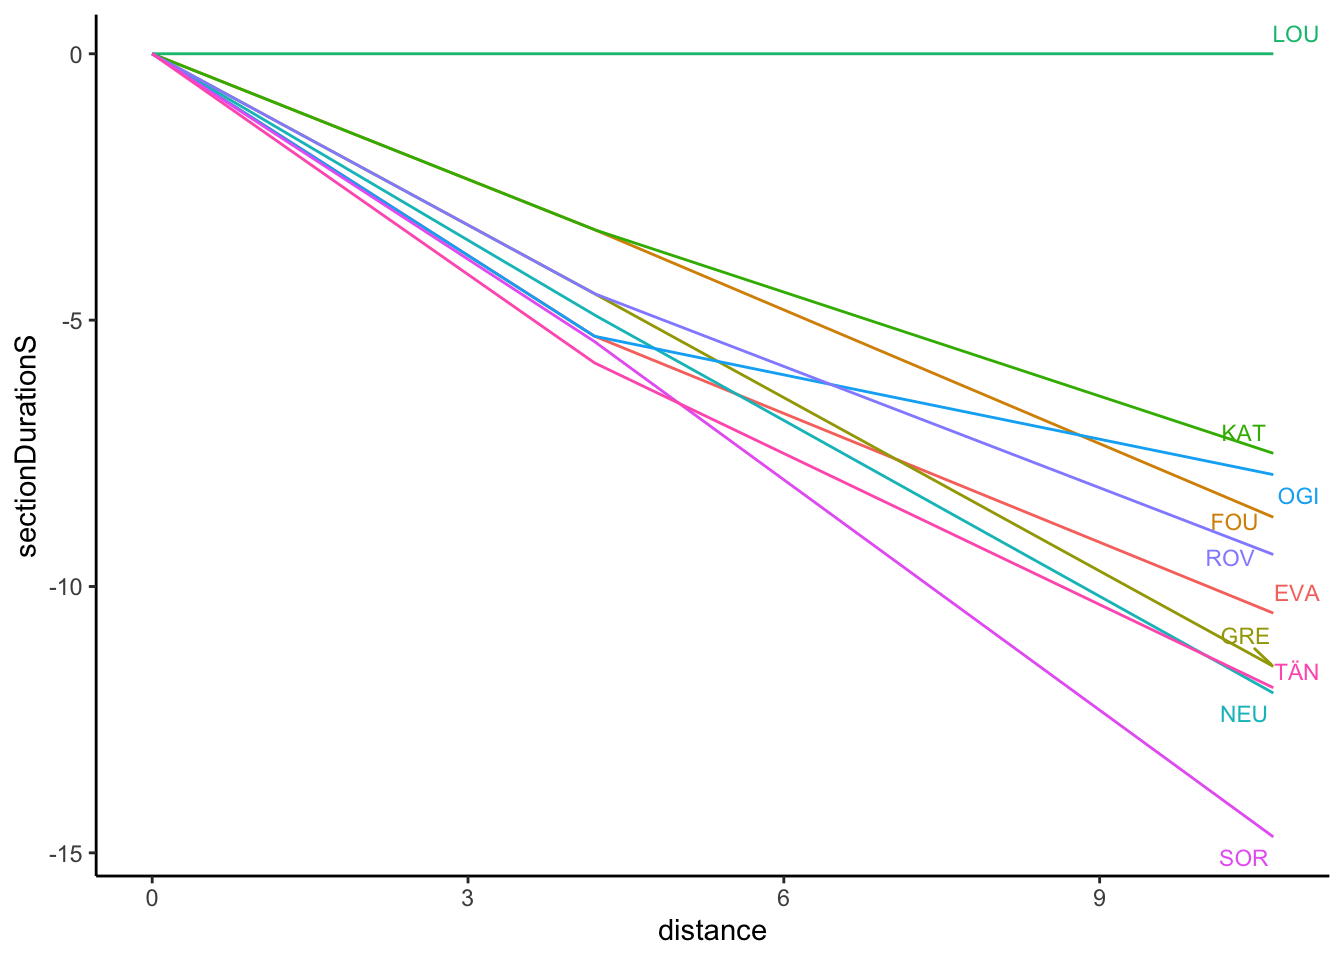 LOU
0
-5
sectionDurationS
KAT
OGI
FOU
ROV
-10
EVA
GRE
TÄN
NEU
-15
SOR
0 3 6 9
distance